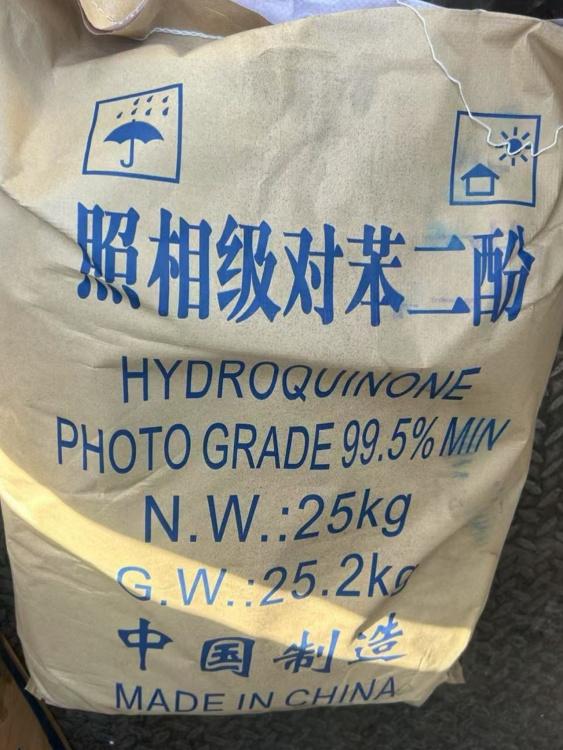 照相级对苯二酚
HYDROQUINONE
PHOTO GRADE 99.5% MIN
N.W.:25kg
G.W.:25.2kg
中国制造
MADE IN CHINA